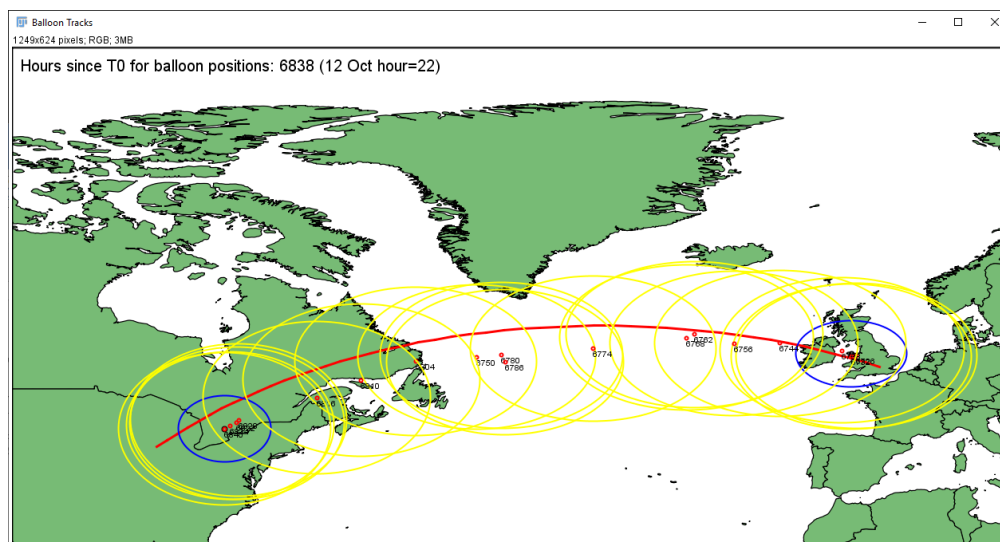 Balloon Tracks
1249x624 pixels; RGB; 3MB
Hours since T0 for balloon positions: 6838 (12 Oct hour=22)
6762
6768
6756
6744
6774
6780
6750
6786